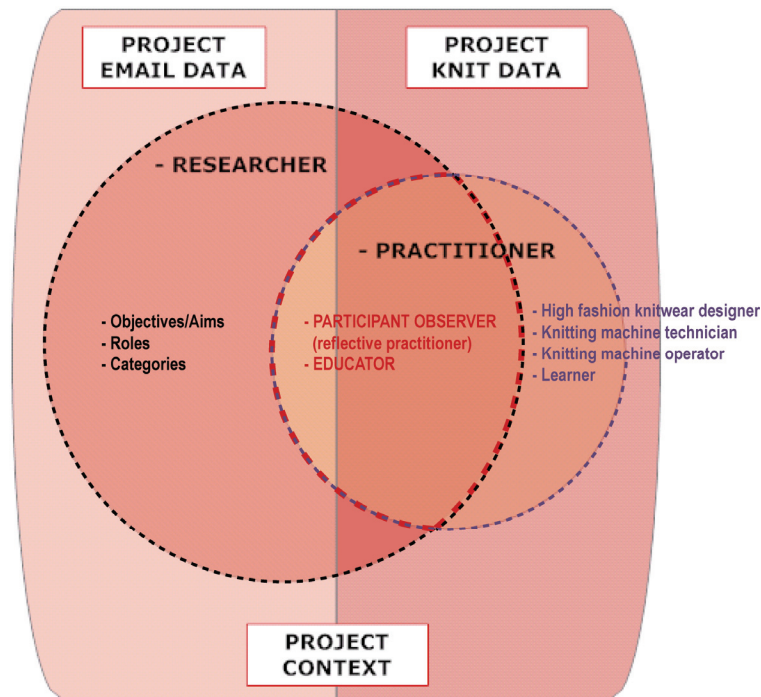 PROJECT
EMAIL DATA
PROJECT
KNIT DATA
- RESEARCHER
- PRACTITIONER
- Objectives/Aims
- Roles
- Categories
- PARTICIPANT OBSERVER
(reflective practitioner)
- EDUCATOR
- High fashion knitwear designer
- Knitting machine technician
- Knitting machine operator
- Learner
PROJECT
CONTEXT